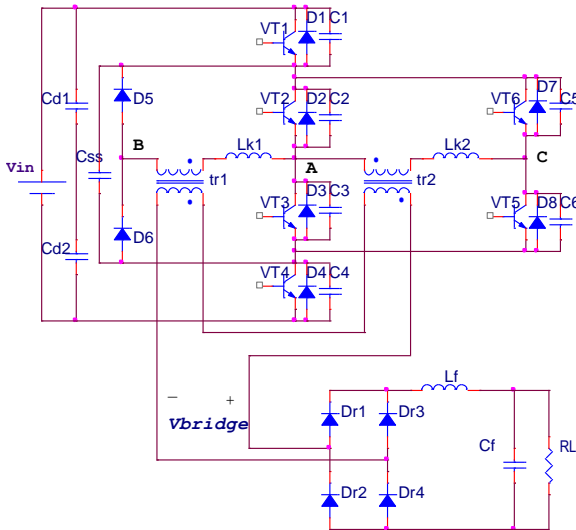 D1 C1
VT1
D7
Cd1 D5 VT2 D2 C2 VT6 C5
B Lk1 Lk2
Css A C
Vin tr1 tr2
D3 C3 D8
VT3 VT5 C6
Cd2 D6
VT4 D4 C4
Lf
− +
Vbridge Dr1 Dr3
Cf RL
Dr2 Dr4